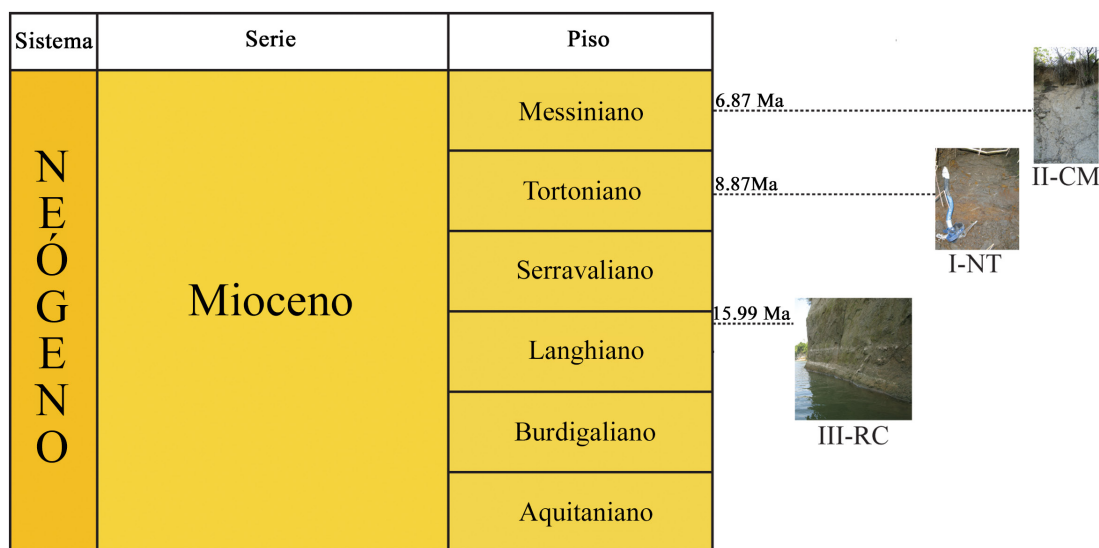 Sistema
Serie
Piso
NEÓGENO
Mioceno
Messiniano
Tortoniano
Serravaliano
Langhiano
Burdigaliano
Aquitaniano
6.87 Ma
8.87Ma
15.99 Ma
II-CM
I-NT
III-RC